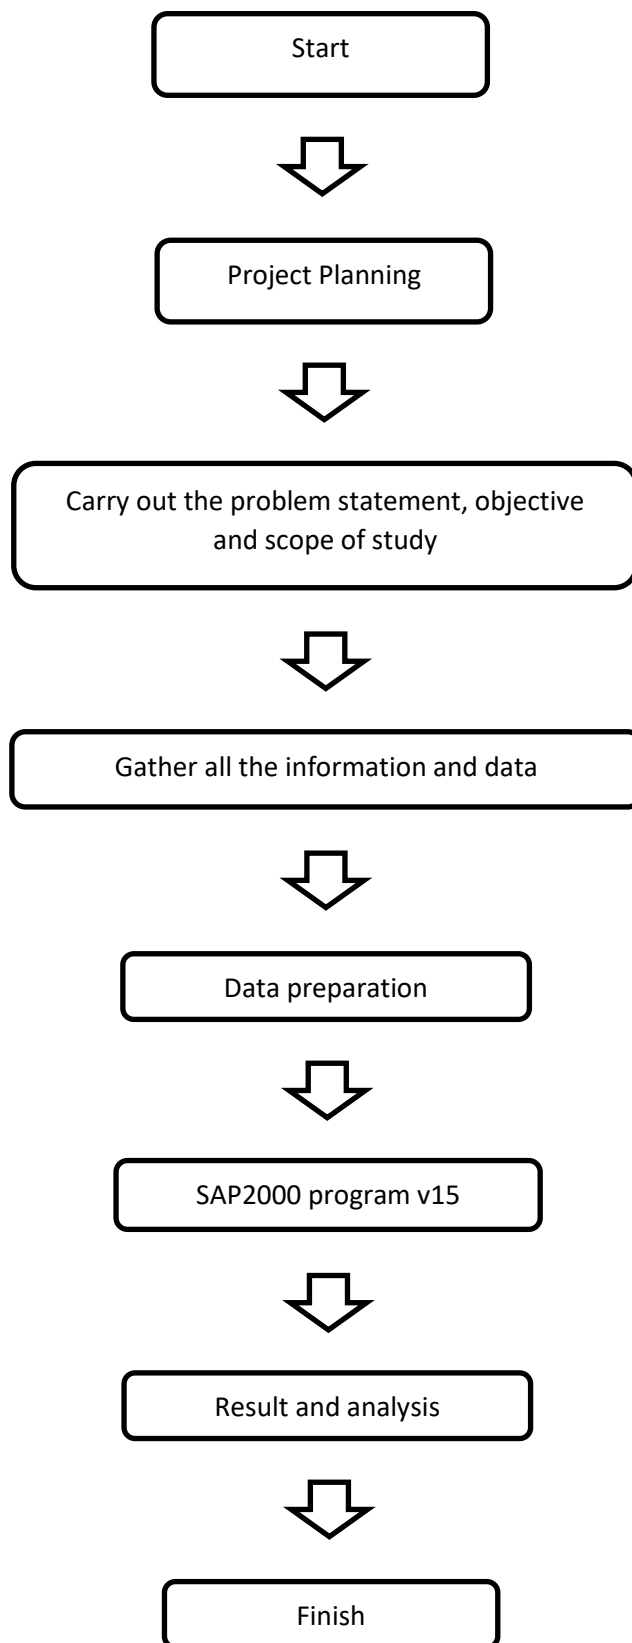 Start
Project Planning
Carry out the problem statement, objective
and scope of study
Gather all the information and data
Data preparation
SAP2000 program v15
Result and analysis
Finish